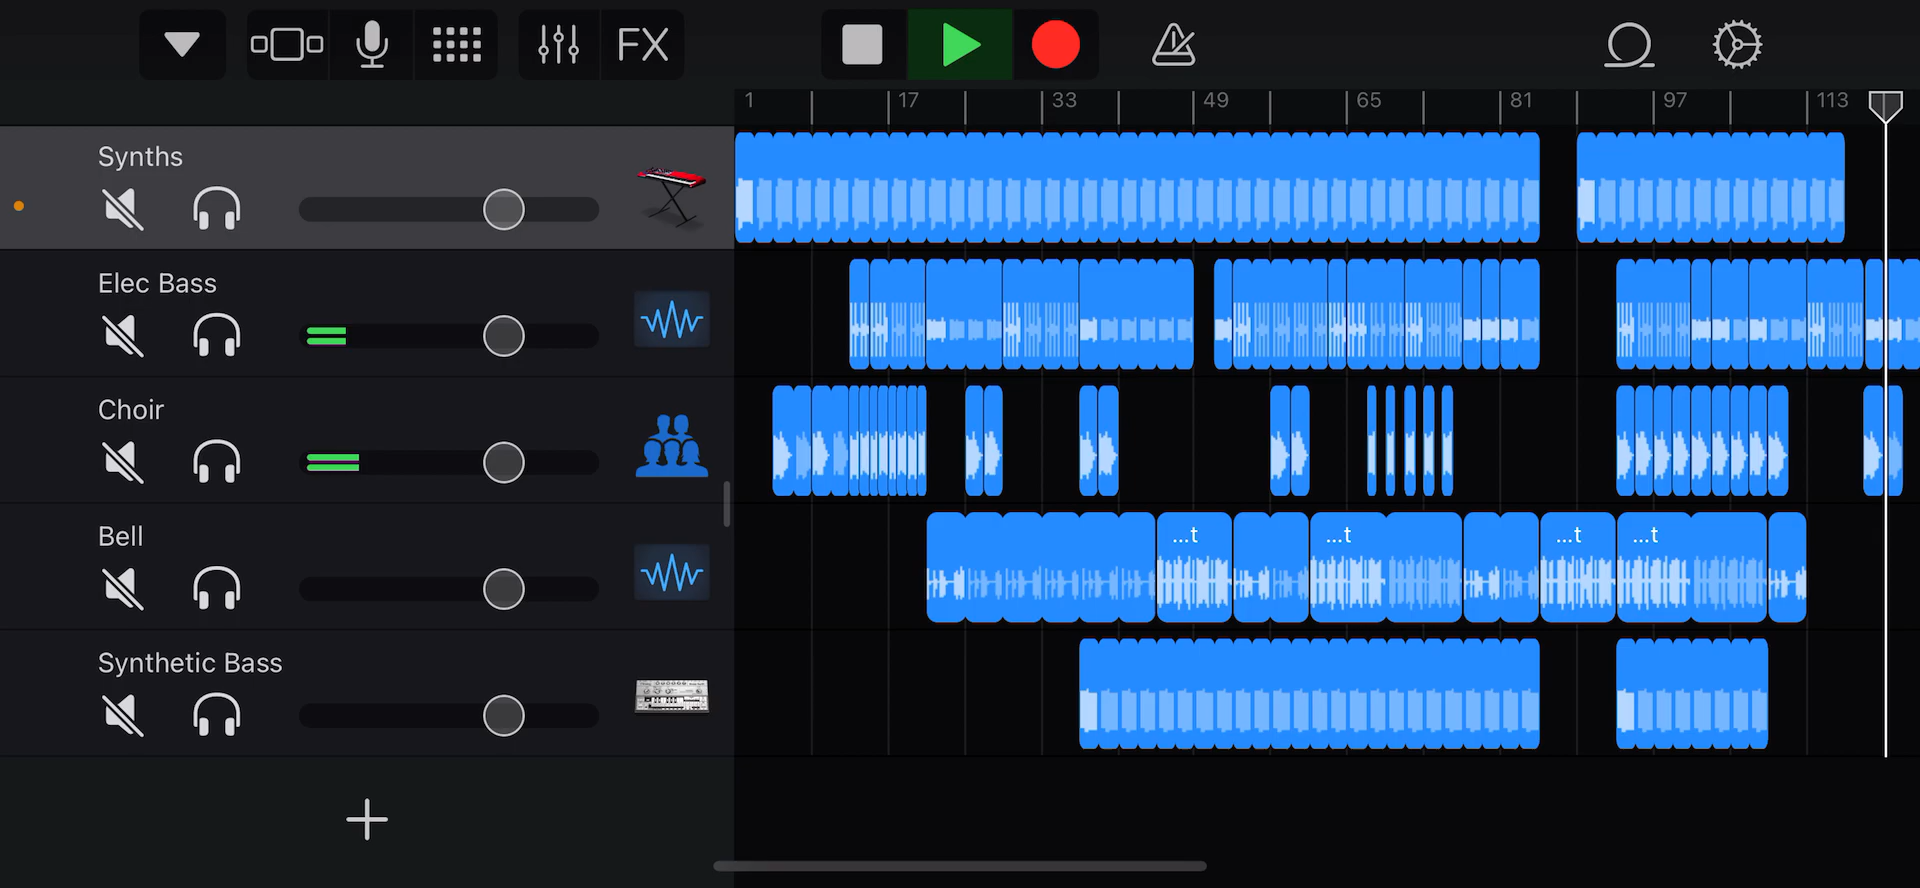 FX
1 17 33 49 65 81 97 113
Synths
Elec Bass
Choir
Bell
...t ...t ...t ...t
Synthetic Bass